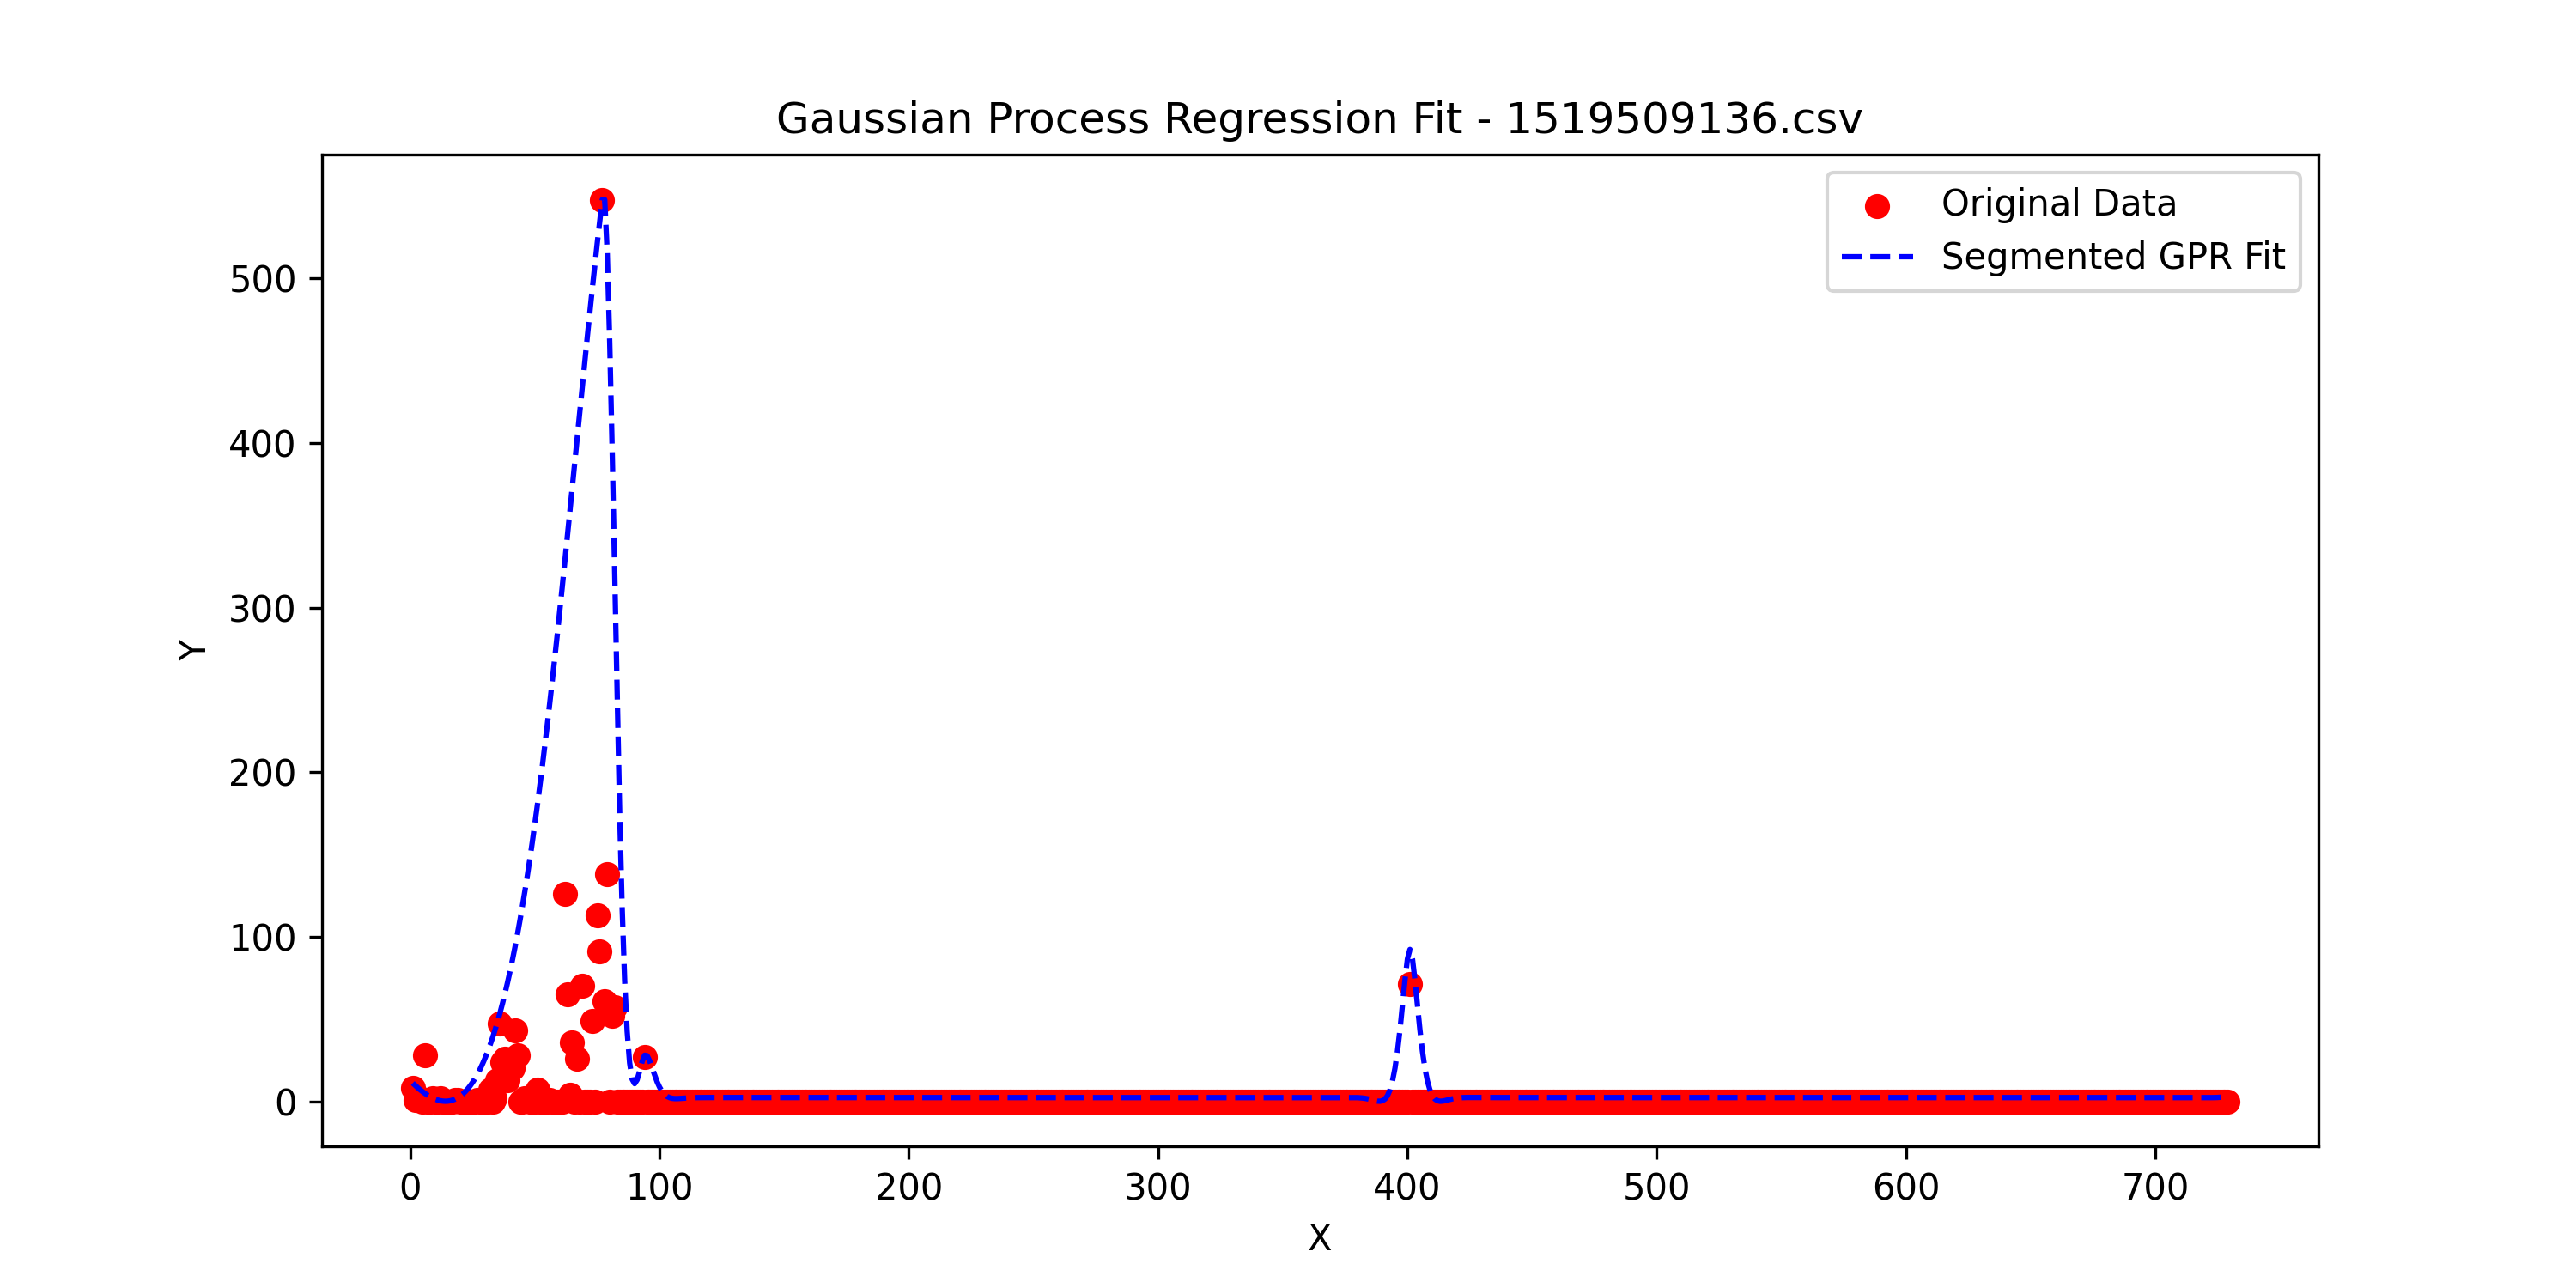 Gaussian Process Regression Fit - 1519509136.csv
Original Data
Segmented GPR Fit
500
400
300
200
100
0
Y
0 100 200 300 400 500 600 700
X